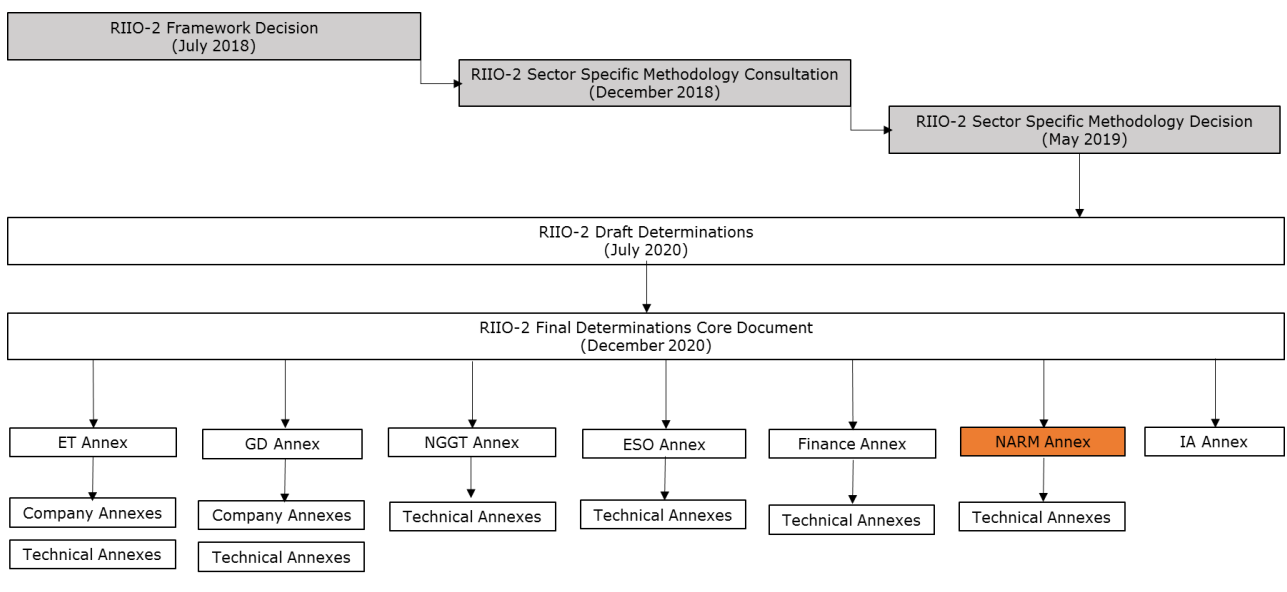 RIIO-2 Framework Decision
(July 2018)
RIIO-2 Sector Specific Methodology Consultation
(December 2018)
RIIO-2 Sector Specific Methodology Decision
(May 2019)
RIIO-2 Draft Determinations
(July 2020)
RIIO-2 Final Determinations Core Document
(December 2020)
ET Annex
GD Annex
NGGT Annex
ESO Annex
Finance Annex
NARM Annex
IA Annex
Company Annexes
Company Annexes
Technical Annexes
Technical Annexes
Technical Annexes
Technical Annexes
Technical Annexes
Technical Annexes